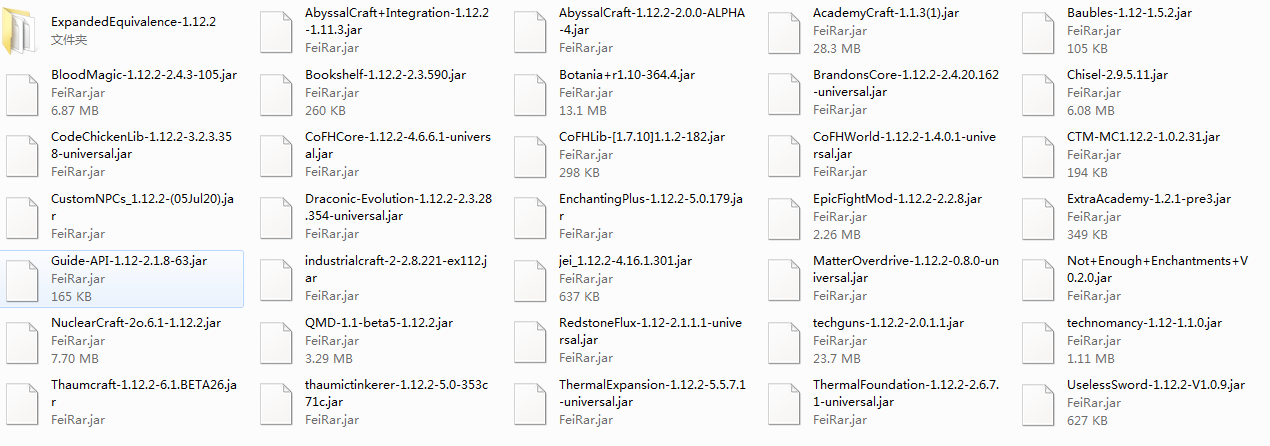 ExpandedEquivalence-1.12.2
文件夹
AbyssalCraft+Integration-1.12.2
-1.11.3.jar
FeiRar.jar
AbyssalCraft-1.12.2-2.0.0-ALPHA
-4.jar
FeiRar.jar
AcademyCraft-1.1.3(1).jar
FeiRar.jar
28.3 MB
Baubles-1.12-1.5.2.jar
FeiRar.jar
105 KB
BloodMagic-1.12.2-2.4.3-105.jar
FeiRar.jar
6.87 MB
Bookshelf-1.12.2-2.3.590.jar
FeiRar.jar
260 KB
Botania+r1.10-364.4.jar
FeiRar.jar
13.1 MB
BrandonsCore-1.12.2-2.4.20.162
-universal.jar
FeiRar.jar
Chisel-2.9.5.11.jar
FeiRar.jar
6.08 MB
CodeChickenLib-1.12.2-3.2.3.35
8-universal.jar
FeiRar.jar
CoFHCore-1.12.2-4.6.6.1-univers
al.jar
FeiRar.jar
CoFHLib-[1.7.10]1.1.2-182.jar
FeiRar.jar
298 KB
CoFHWorld-1.12.2-1.4.0.1-unive
rsal.jar
FeiRar.jar
CTM-MC1.12.2-1.0.2.31.jar
FeiRar.jar
194 KB
CustomNPCs_1.12.2-(05Jul20).ja
r
FeiRar.jar
Draconic-Evolution-1.12.2-2.3.28
.354-universal.jar
FeiRar.jar
EnchantingPlus-1.12.2-5.0.179.ja
r
FeiRar.jar
EpicFightMod-1.12.2-2.2.8.jar
FeiRar.jar
2.26 MB
ExtraAcademy-1.2.1-pre3.jar
FeiRar.jar
349 KB
Guide-API-1.12-2.1.8-63.jar
FeiRar.jar
165 KB
industrialcraft-2-2.8.221-ex112.j
ar
FeiRar.jar
jei_1.12.2-4.16.1.301.jar
FeiRar.jar
637 KB
MatterOverdrive-1.12.2-0.8.0-un
iversal.jar
FeiRar.jar
Not+Enough+Enchantments+V
0.2.0.jar
FeiRar.jar
NuclearCraft-2o.6.1-1.12.2.jar
FeiRar.jar
7.70 MB
QMD-1.1-beta5-1.12.2.jar
FeiRar.jar
3.29 MB
RedstoneFlux-1.12-2.1.1.1-unive
rsal.jar
FeiRar.jar
techguns-1.12.2-2.0.1.1.jar
FeiRar.jar
23.7 MB
technomancy-1.12-1.1.0.jar
FeiRar.jar
1.11 MB
Thaumcraft-1.12.2-6.1.BETA26.ja
r
FeiRar.jar
thaumictinkerer-1.12.2-5.0-353c
71c.jar
FeiRar.jar
ThermalExpansion-1.12.2-5.5.7.1
-universal.jar
FeiRar.jar
ThermalFoundation-1.12.2-2.6.7.
1-universal.jar
FeiRar.jar
UselessSword-1.12.2-V1.0.9.jar
FeiRar.jar
627 KB